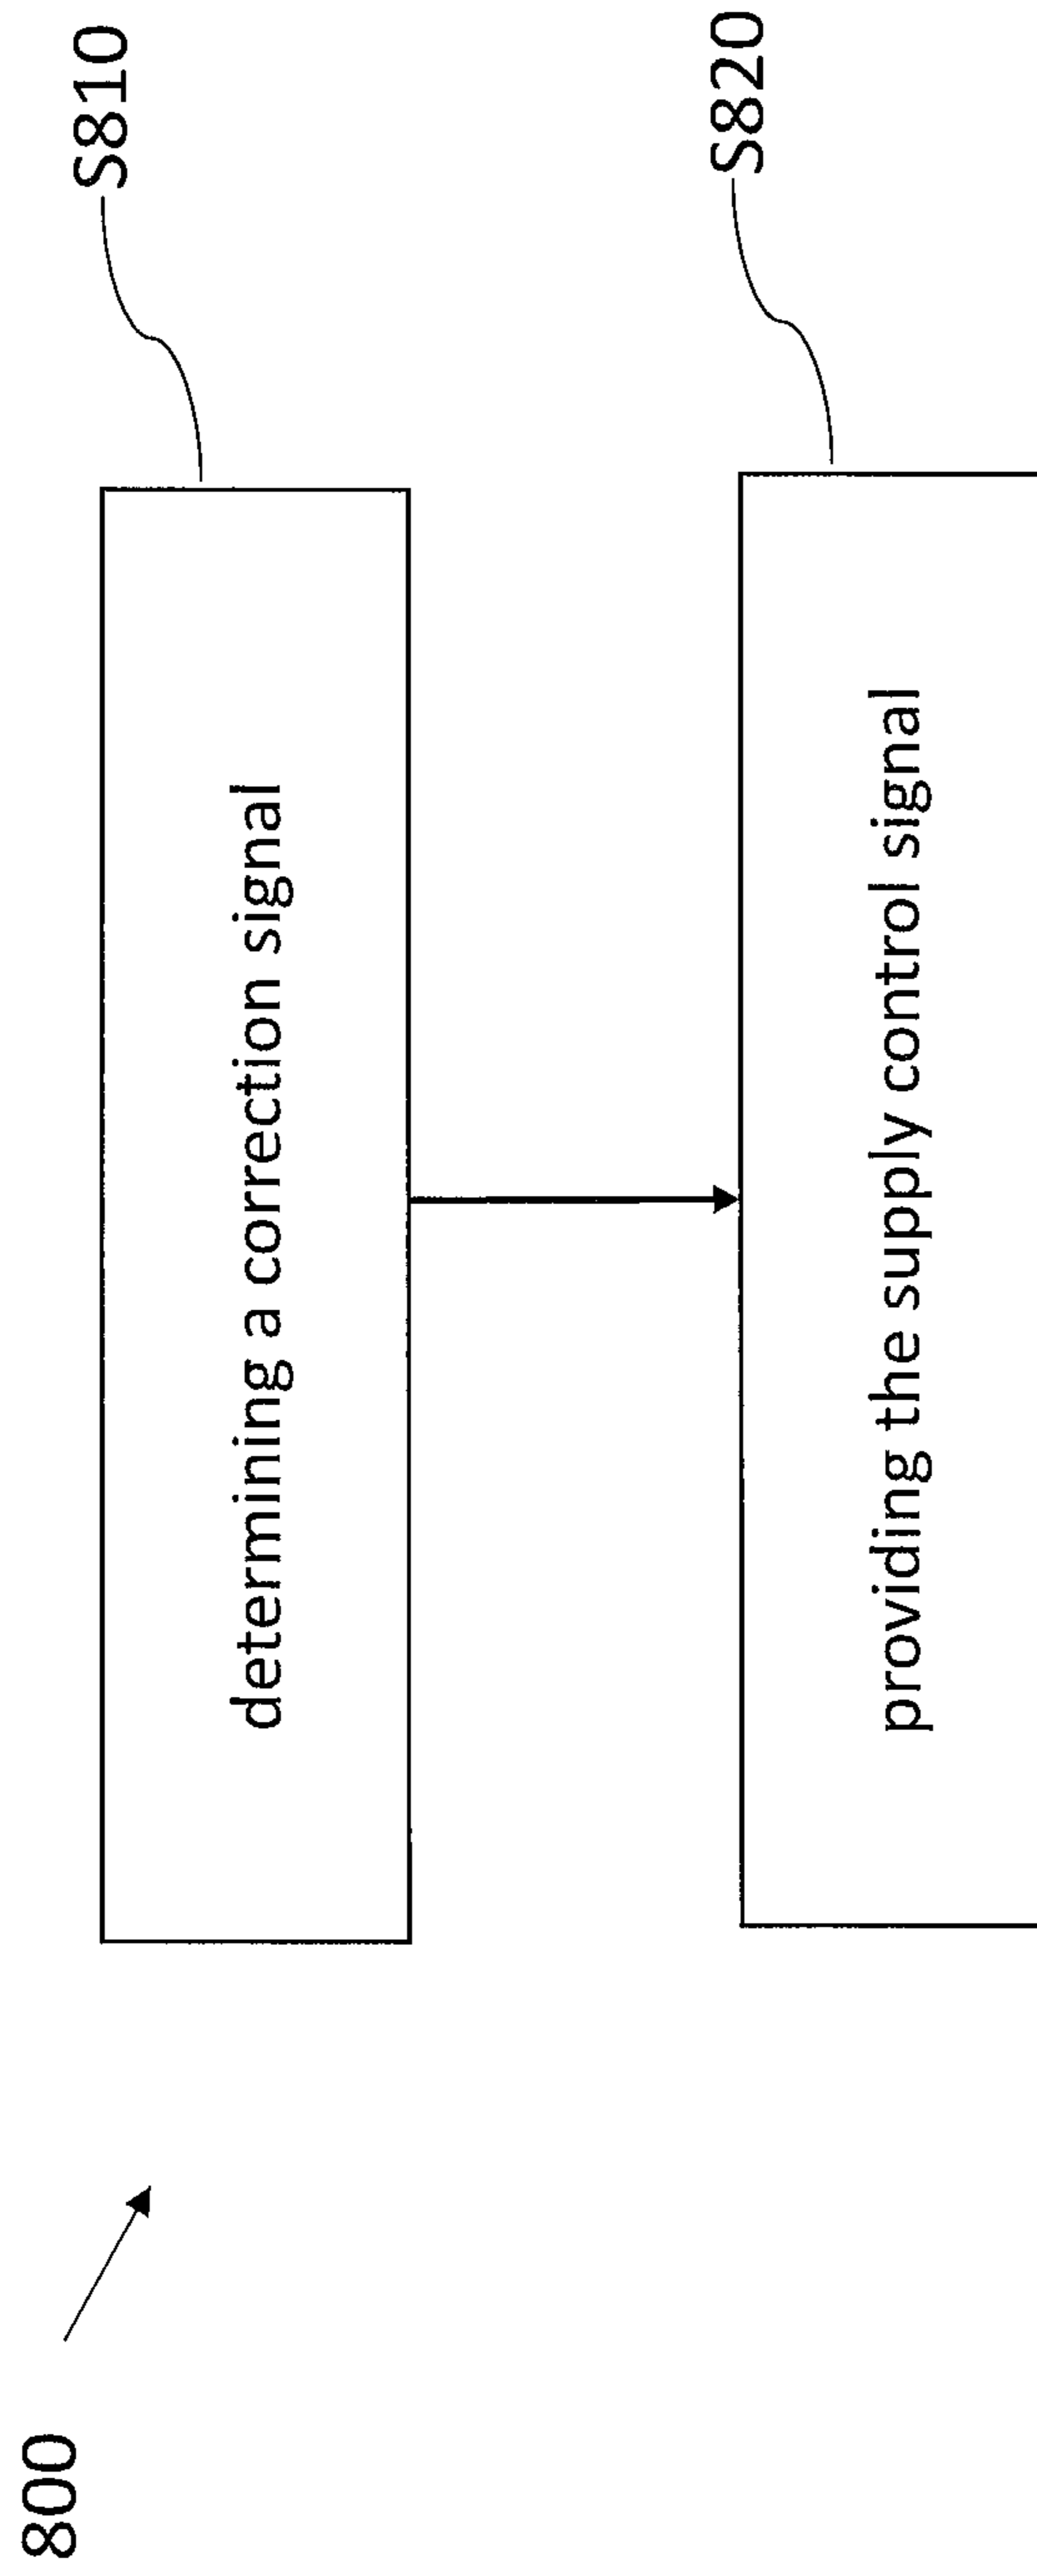 800
S810
determining a correction signal
S820
providing the supply control signal